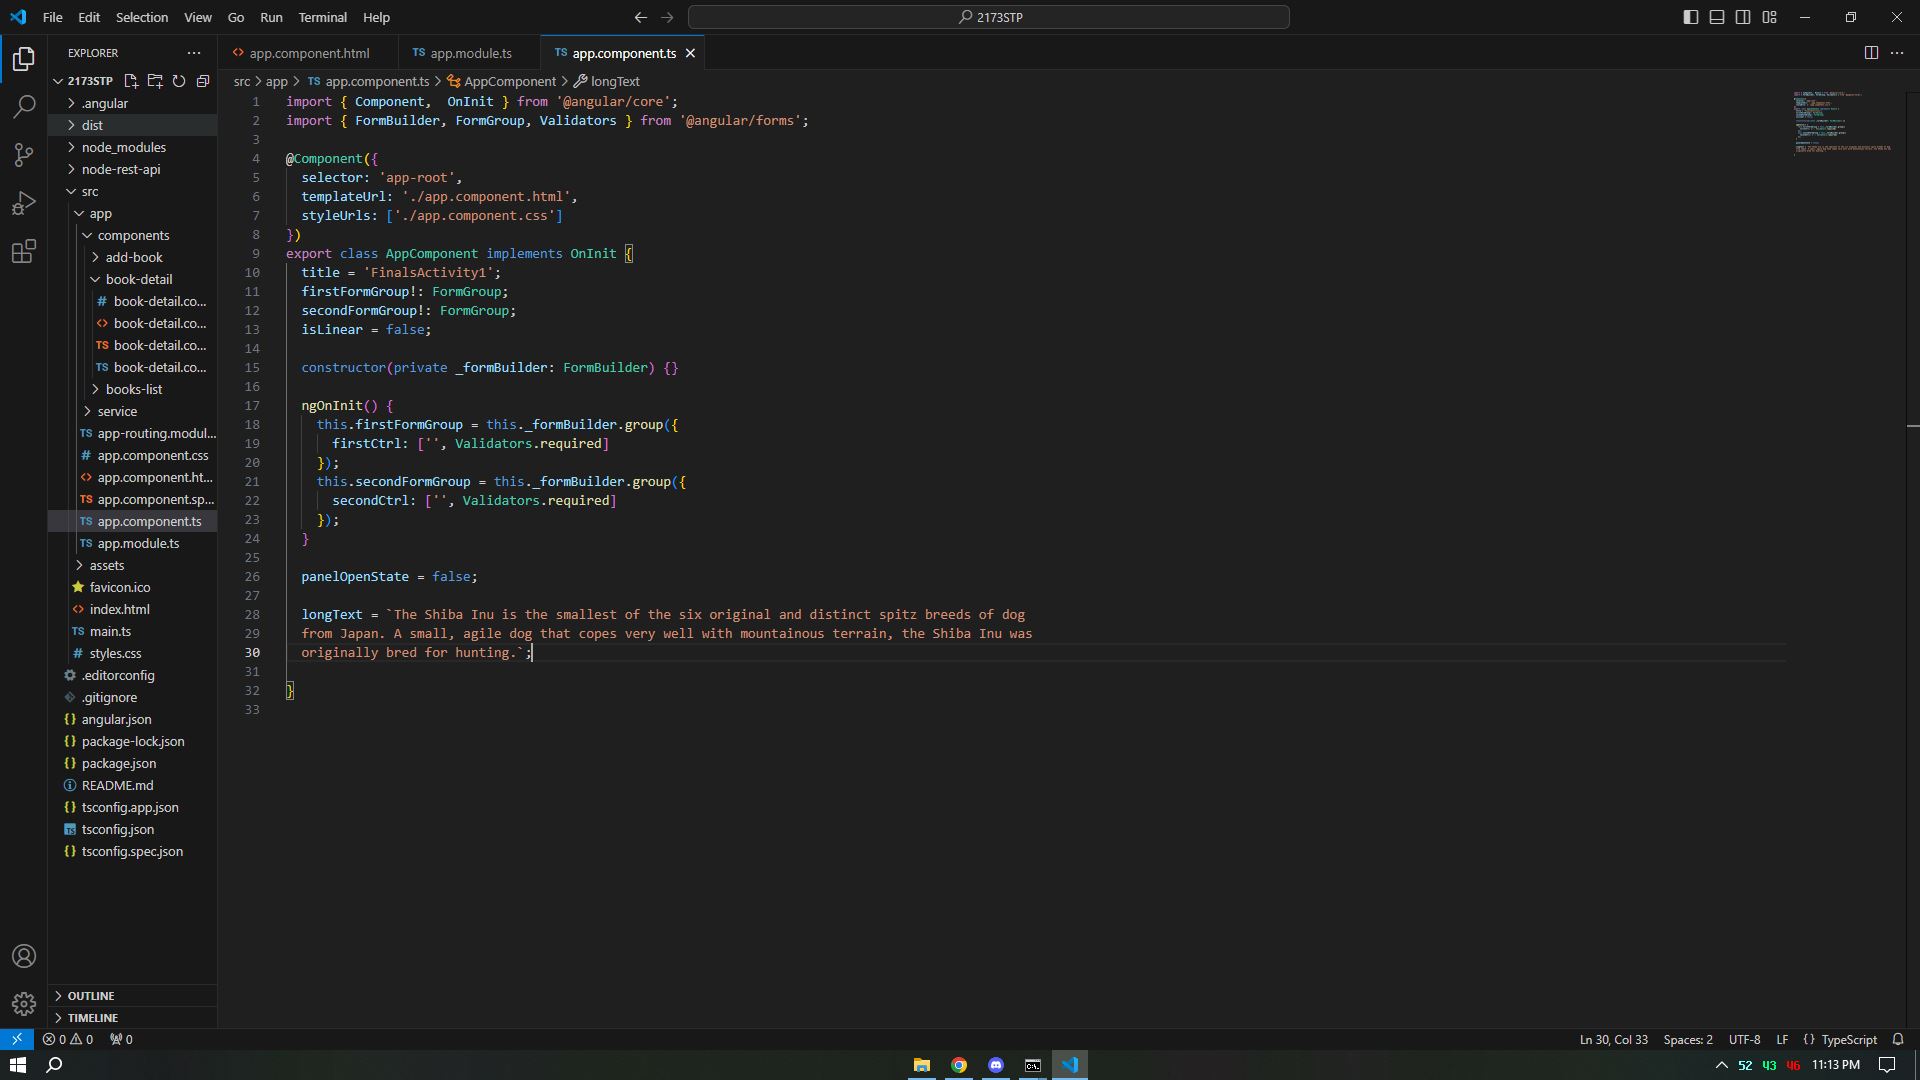 File Edit Selection View Go Run Terminal Help
2173STP
EXPLORER
2173STP
.angular
dist
node_modules
node-rest-api
src
app
components
add-book
book-detail
# book-detail.co...
<> book-detail.co...
TS book-detail.co...
TS book-detail.co...
books-list
service
TS app-routing.modul...
# app.component.css
<> app.component.ht...
TS app.component.sp...
TS app.component.ts
TS app.module.ts
assets
favicon.ico
<> index.html
TS main.ts
# styles.css
.editorconfig
.gitignore
{} angular.json
{} package-lock.json
{} package.json
README.md
{} tsconfig.app.json
TS tsconfig.json
{} tsconfig.spec.json
OUTLINE
TIMELINE
<> app.component.html TS app.module.ts TS app.component.ts
src > app > TS app.component.ts > AppComponent > longText
1 import { Component,  OnInit } from '@angular/core';
2 import { FormBuilder, FormGroup, Validators } from '@angular/forms';
3
4 @Component({
5   selector: 'app-root',
6   templateUrl: './app.component.html',
7   styleUrls: ['./app.component.css']
8 })
9 export class AppComponent implements OnInit {
10   title = 'FinalsActivity1';
11   firstFormGroup!: FormGroup;
12   secondFormGroup!: FormGroup;
13   isLinear = false;
14
15   constructor(private _formBuilder: FormBuilder) {}
16
17   ngOnInit() {
18     this.firstFormGroup = this._formBuilder.group({
19       firstCtrl: ['', Validators.required]
20     });
21     this.secondFormGroup = this._formBuilder.group({
22       secondCtrl: ['', Validators.required]
23     });
24   }
25
26   panelOpenState = false;
27
28   longText = `The Shiba Inu is the smallest of the six original and distinct spitz breeds of dog
29   from Japan. A small, agile dog that copes very well with mountainous terrain, the Shiba Inu was
30   originally bred for hunting.`;
31
32 }
33
0 0 0 Ln 30, Col 33 Spaces: 2 UTF-8 LF {} TypeScript
52 43 46 11:13 PM